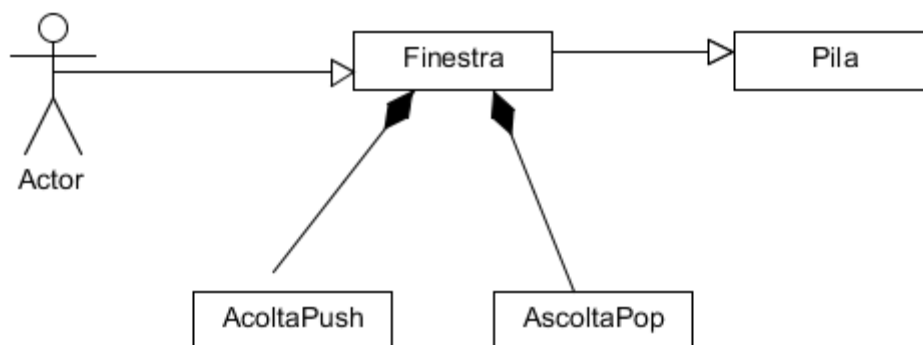 Finestra
Pila
Actor
AcoltaPush
AscoltaPop